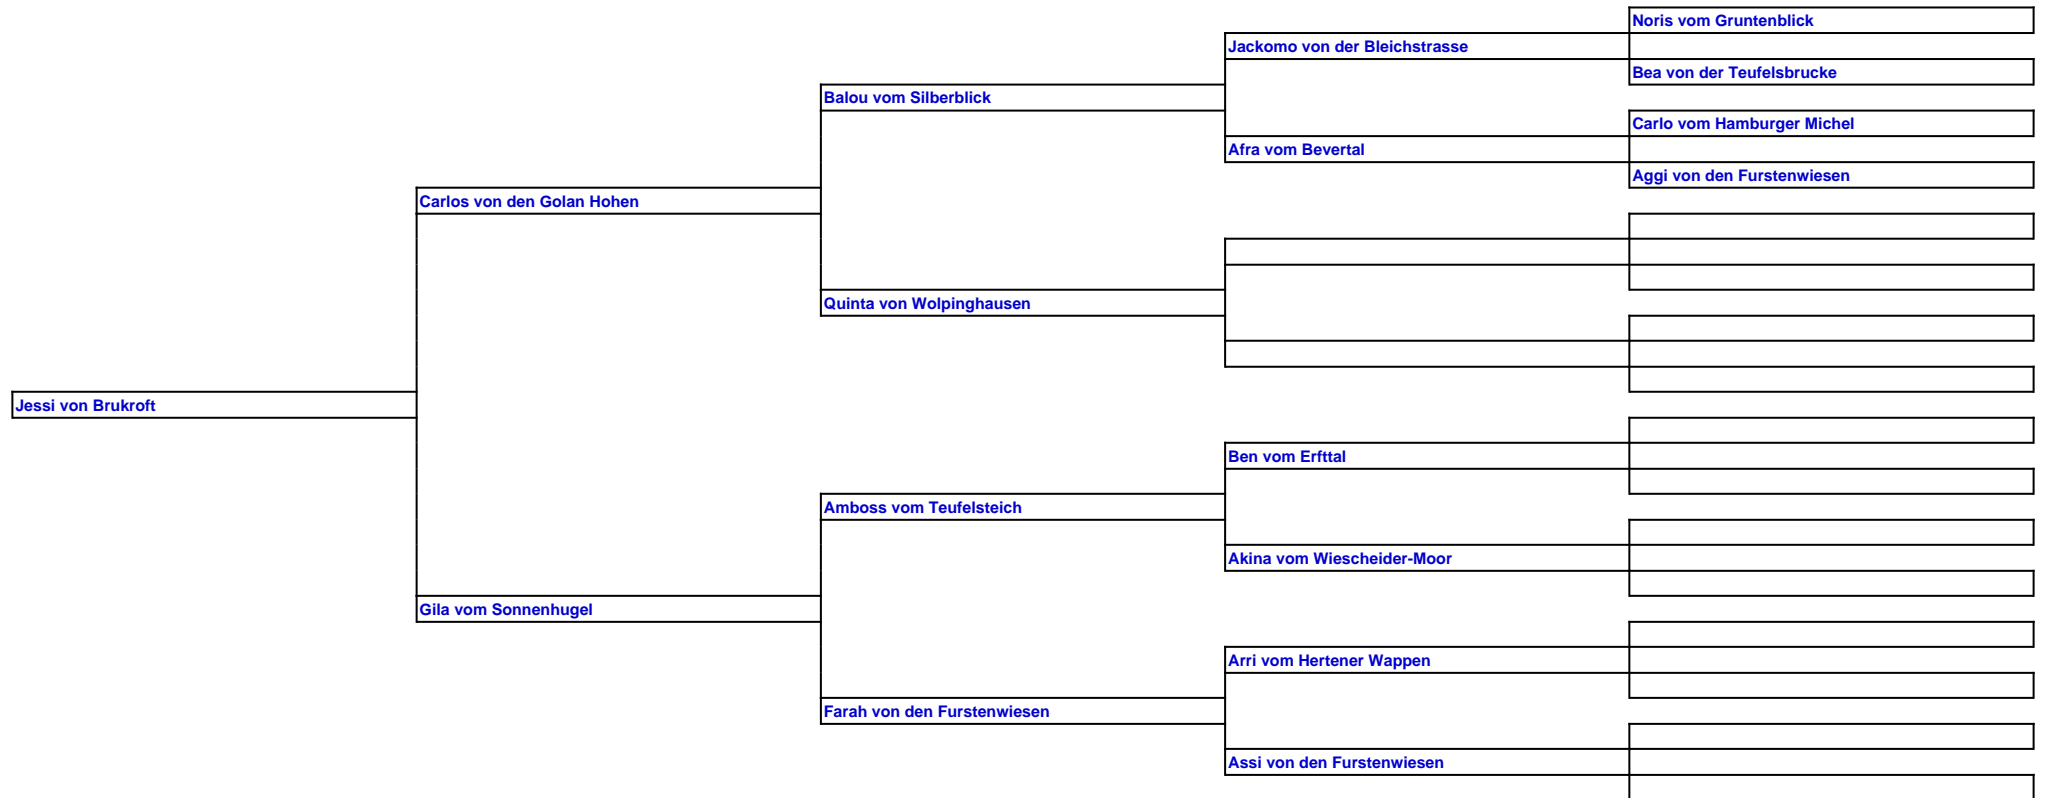 Noris vom Gruntenblick
Jackomo von der Bleichstrasse
Bea von der Teufelsbrucke
Balou vom Silberblick
Carlo vom Hamburger Michel
Afra vom Bevertal
Aggi von den Furstenwiesen
Carlos von den Golan Hohen
Quinta von Wolpinghausen
Jessi von Brukroft
Ben vom Erfttal
Amboss vom Teufelsteich
Akina vom Wiescheider-Moor
Gila vom Sonnenhugel
Arri vom Hertener Wappen
Farah von den Furstenwiesen
Assi von den Furstenwiesen